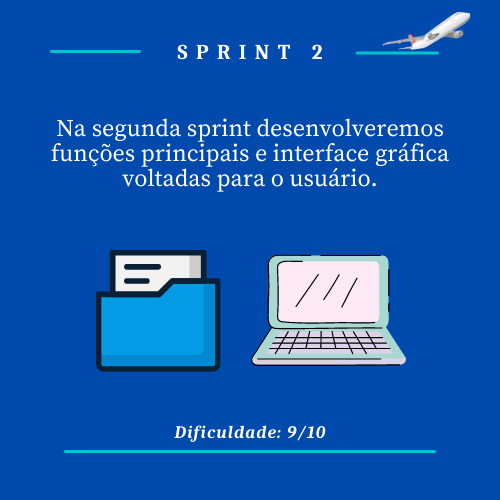 SPRINT 2
Na segunda sprint desenvolveremos
funções principais e interface gráfica
voltadas para o usuário.
Dificuldade: 9/10